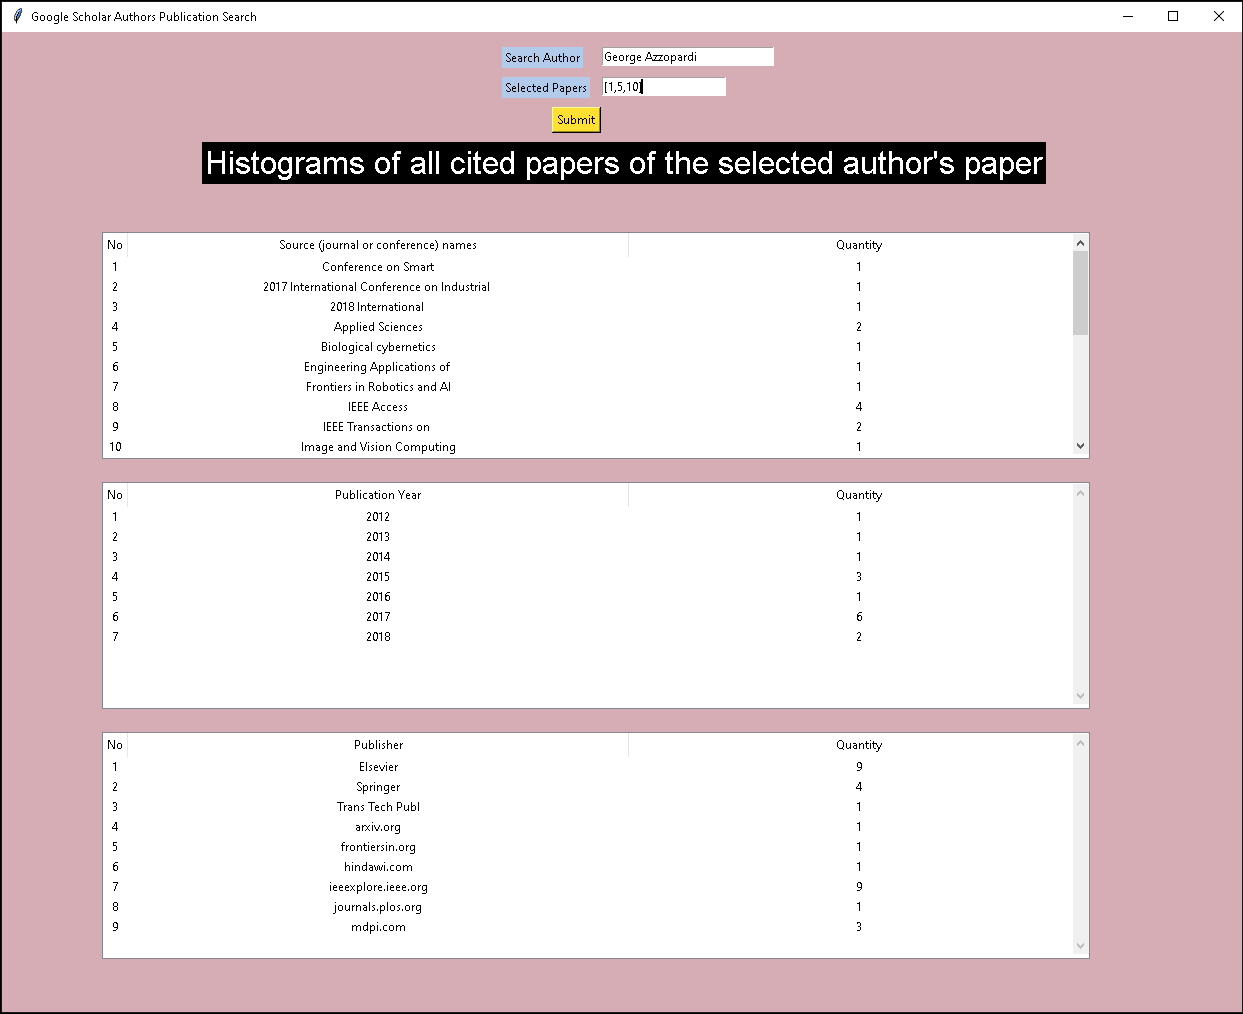 Google Scholar Authors Publication Search
Search Author George Azzopardi
Selected Papers [1,5,10]
Submit
Histograms of all cited papers of the selected author's paper
No Source (journal or conference) names Quantity
1 Conference on Smart 1
2 2017 International Conference on Industrial 1
3 2018 International 1
4 Applied Sciences 2
5 Biological cybernetics 1
6 Engineering Applications of 1
7 Frontiers in Robotics and AI 1
8 IEEE Access 4
9 IEEE Transactions on 2
10 Image and Vision Computing 1
No Publication Year Quantity
1 2012 1
2 2013 1
3 2014 1
4 2015 3
5 2016 1
6 2017 6
7 2018 2
No Publisher Quantity
1 Elsevier 9
2 Springer 4
3 Trans Tech Publ 1
4 arxiv.org 1
5 frontiersin.org 1
6 hindawi.com 1
7 ieeexplore.ieee.org 9
8 journals.plos.org 1
9 mdpi.com 3